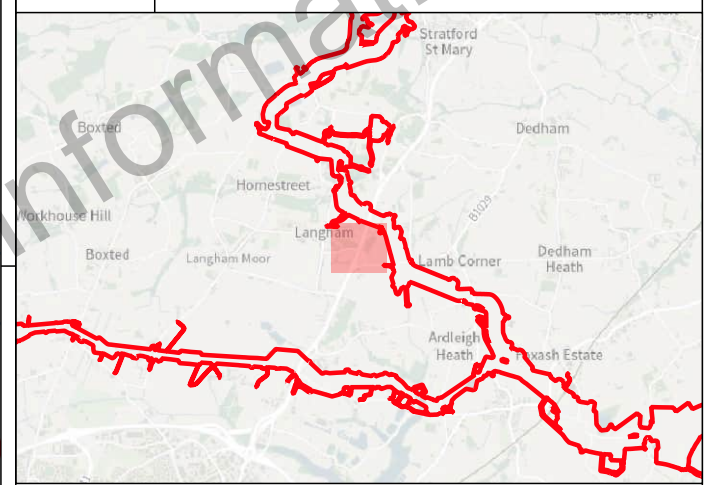 Stratford
St Mary
Boxted
Dedham
Homestreet
Workhouse Hill
Langham
B1029
Boxted
Langham Moor
Lamb Corner
Dedham
Heath
Ardleigh
Heath
Foxash Estate